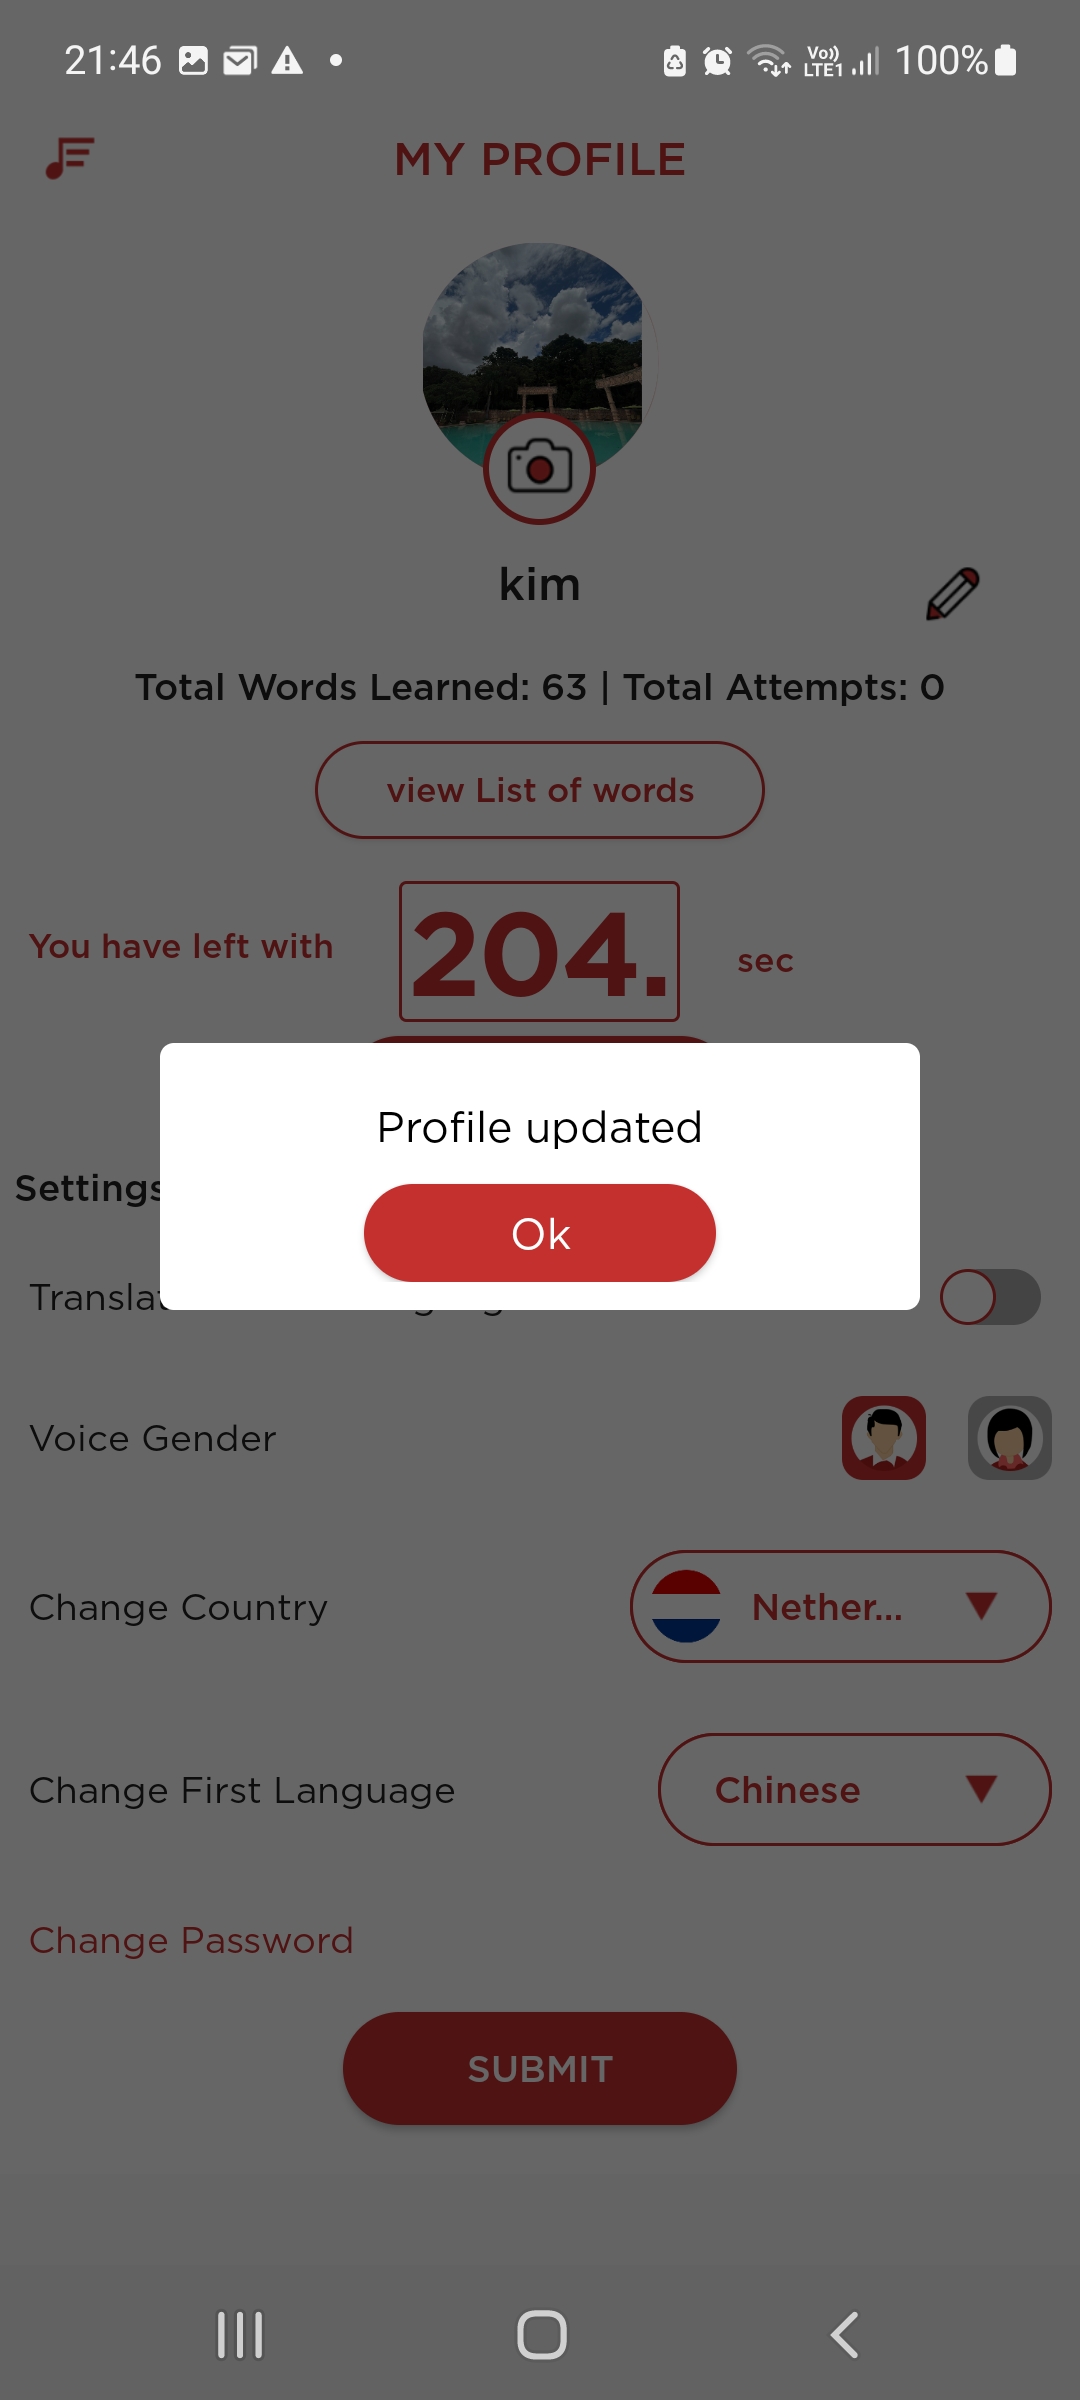 21:46 Vo)) LTE1 100%
MY PROFILE
kim
Total Words Learned: 63 | Total Attempts: 0
view List of words
You have left with 204. sec
Profile updated
Settings
Ok
Translat
Voice Gender
Change Country Nether...
Change First Language Chinese
Change Password
SUBMIT